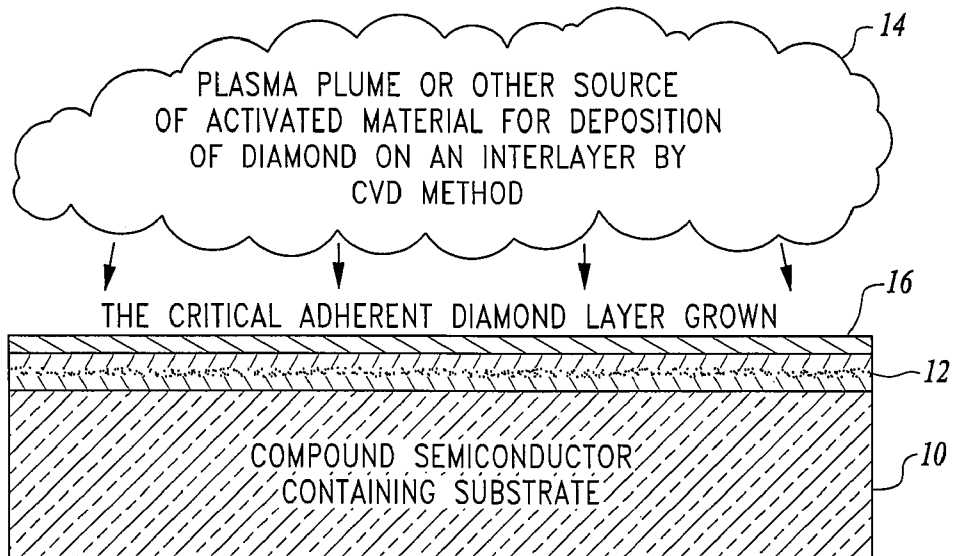 14
PLASMA PLUME OR OTHER SOURCE
OF ACTIVATED MATERIAL FOR DEPOSITION
OF DIAMOND ON AN INTERLAYER BY
CVD METHOD
THE CRITICAL ADHERENT DIAMOND LAYER GROWN
16
12
COMPOUND SEMICONDUCTOR
CONTAINING SUBSTRATE
10